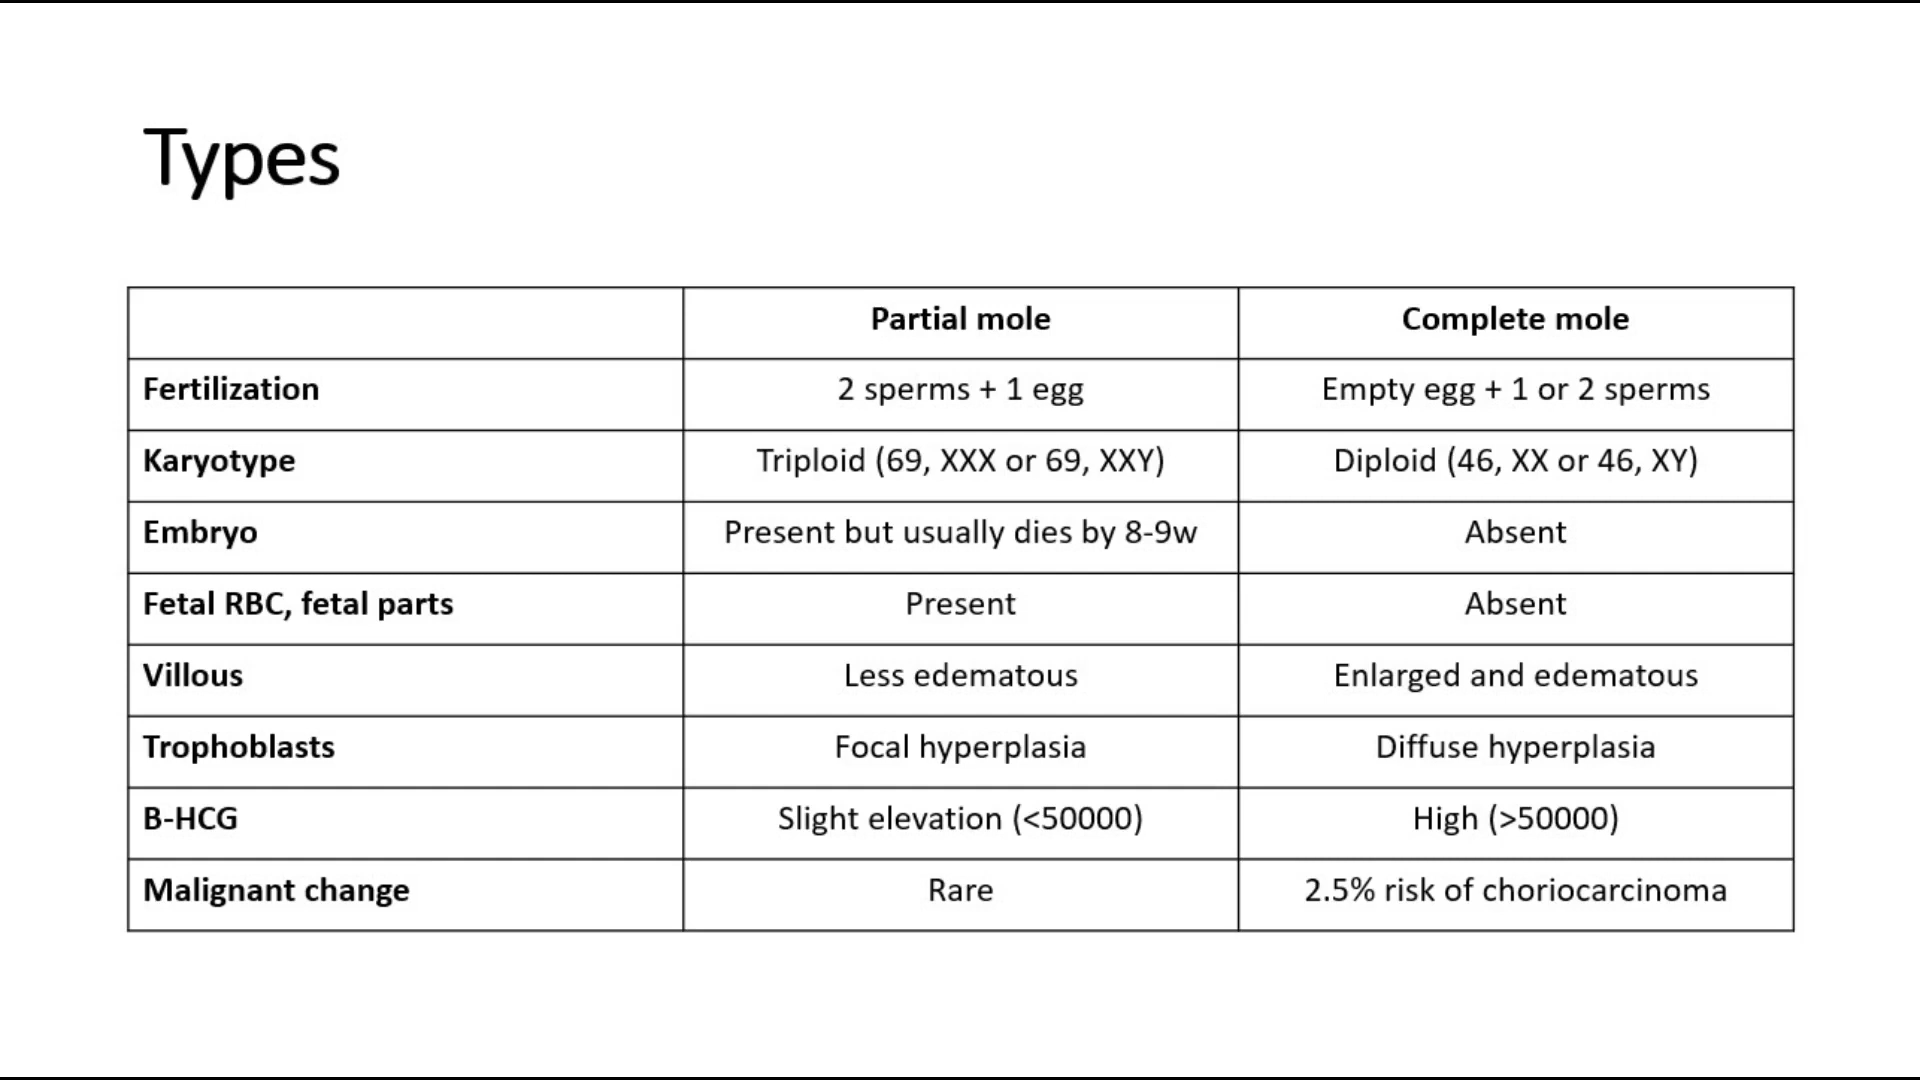 Types
Partial mole Complete mole
Fertilization 2 sperms + 1 egg Empty egg + 1 or 2 sperms
Karyotype Triploid (69, XXX or 69, XXY) Diploid (46, XX or 46, XY)
Embryo Present but usually dies by 8-9w Absent
Fetal RBC, fetal parts Present Absent
Villous Less edematous Enlarged and edematous
Trophoblasts Focal hyperplasia Diffuse hyperplasia
B-HCG Slight elevation (<50000) High (>50000)
Malignant change Rare 2.5% risk of choriocarcinoma